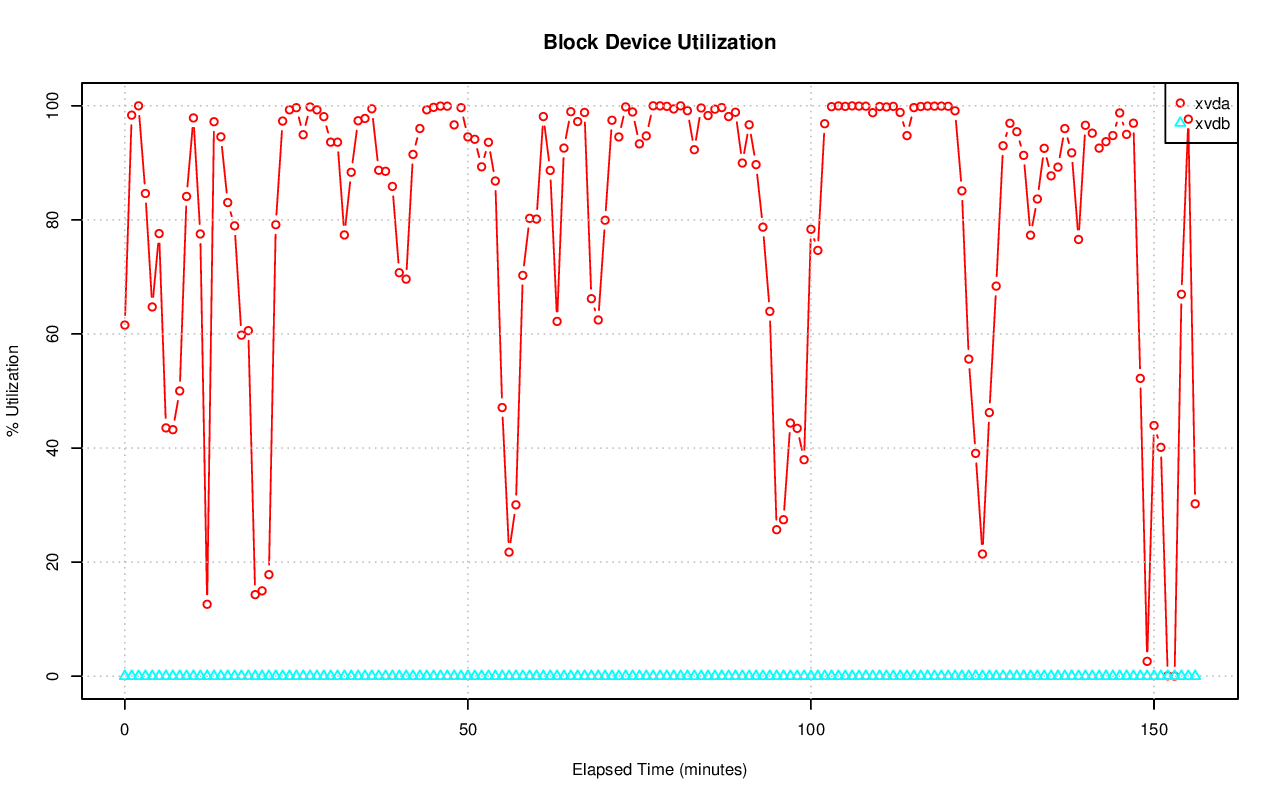 Block Device Utilization
xvda
xvdb
100
80
60
40
20
0
% Utilization
0 50 100 150
Elapsed Time (minutes)